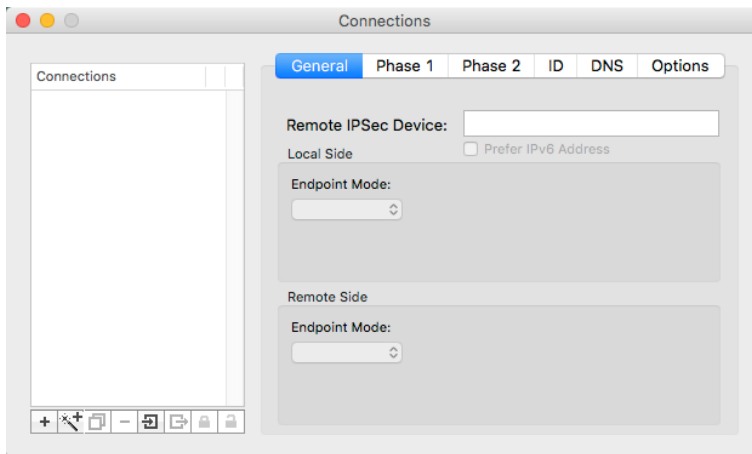 Connections
Connections
General Phase 1 Phase 2 ID DNS Options
Remote IPSec Device:
Prefer IPv6 Address
Local Side
Endpoint Mode:
Remote Side
Endpoint Mode: